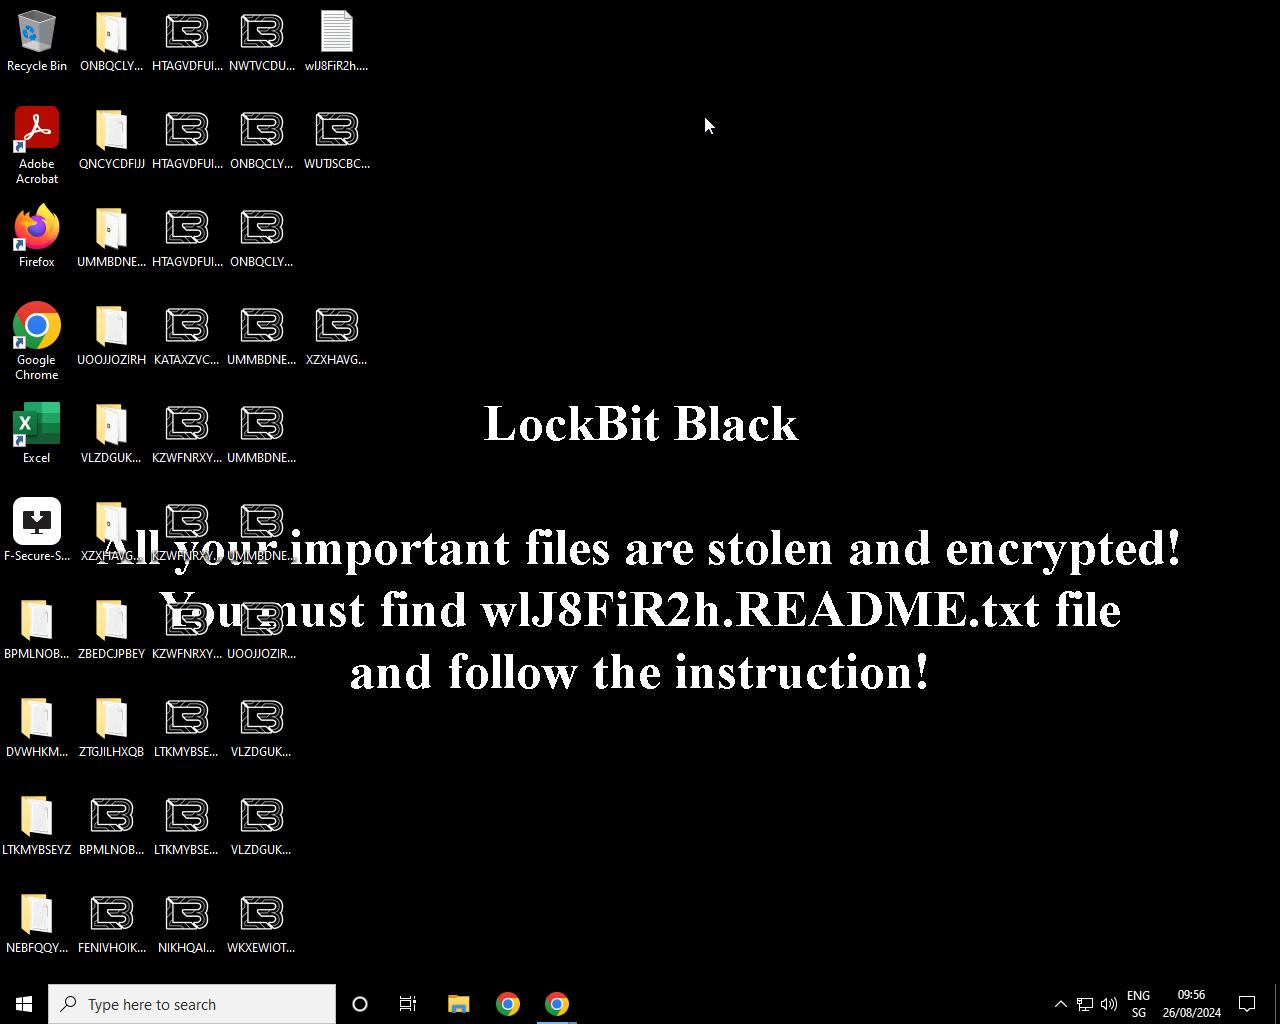 Recycle Bin
ONBQCLY...
HTAGVDFUI...
NWTVCDU...
wlJ8FiR2h....
Adobe
Acrobat
QNCYCDFIJJ
HTAGVDFUI...
ONBQCLY...
WUTJSCBC...
Firefox
UMMBDNE...
HTAGVDFUI...
ONBQCLY...
Google
Chrome
UOOJJOZIRH
KATAXZVC...
UMMBDNE...
XZXHAVG...
Excel
VLZDGUK...
KZWFNRXY...
UMMBDNE...
F-Secure-S...
XZXHAVG...
KZWFNRXY...
UMMBDNE...
BPMLNOB...
ZBEDCJPBEY
KZWFNRXY...
UOOJJOZIR...
DVWHKM...
ZTGJILHXQB
LTKMYBSE...
VLZDGUK...
LTKMYBSEYZ
BPMLNOB...
LTKMYBSE...
VLZDGUK...
NEBFQQY...
FENIVHOIK...
NIKHQAI...
WKXEWIOT...
LockBit Black
All your important files are stolen and encrypted!
You must find wlJ8FiR2h.README.txt file
and follow the instruction!
Type here to search
ENG
SG
09:56
26/08/2024